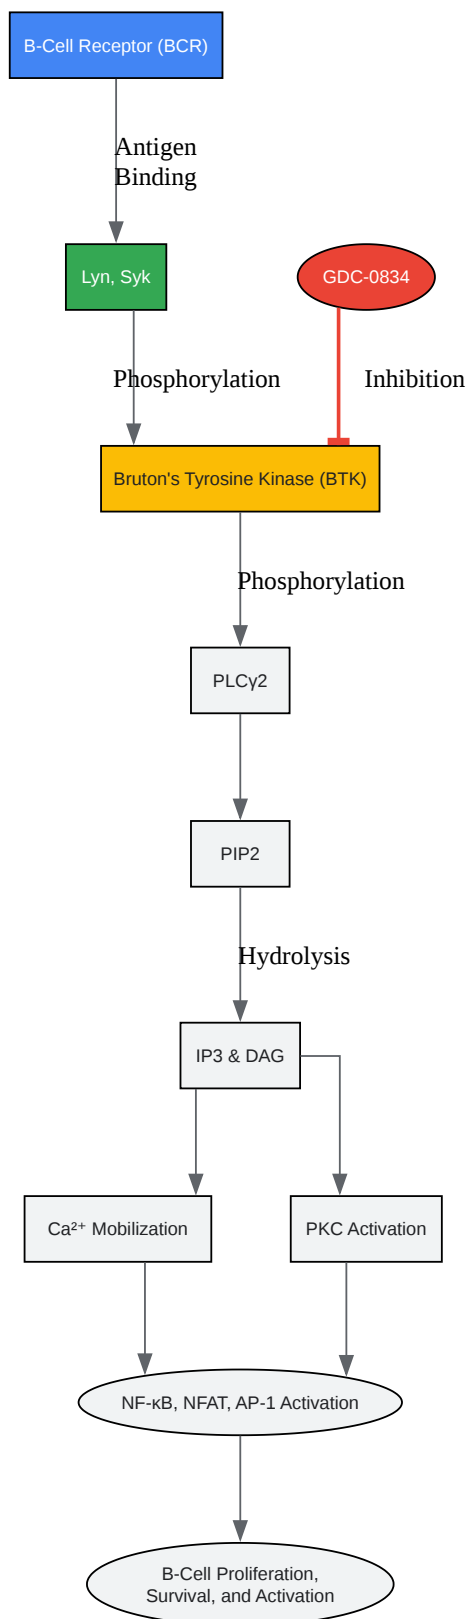 B-Cell Receptor (BCR)
Antigen
Binding
Lyn, Syk
GDC-0834
Phosphorylation
Inhibition
Bruton's Tyrosine Kinase (BTK)
Phosphorylation
PLCγ2
PIP2
Hydrolysis
IP3 & DAG
Ca²⁺ Mobilization
PKC Activation
NF-κB, NFAT, AP-1 Activation
B-Cell Proliferation,
Survival, and Activation